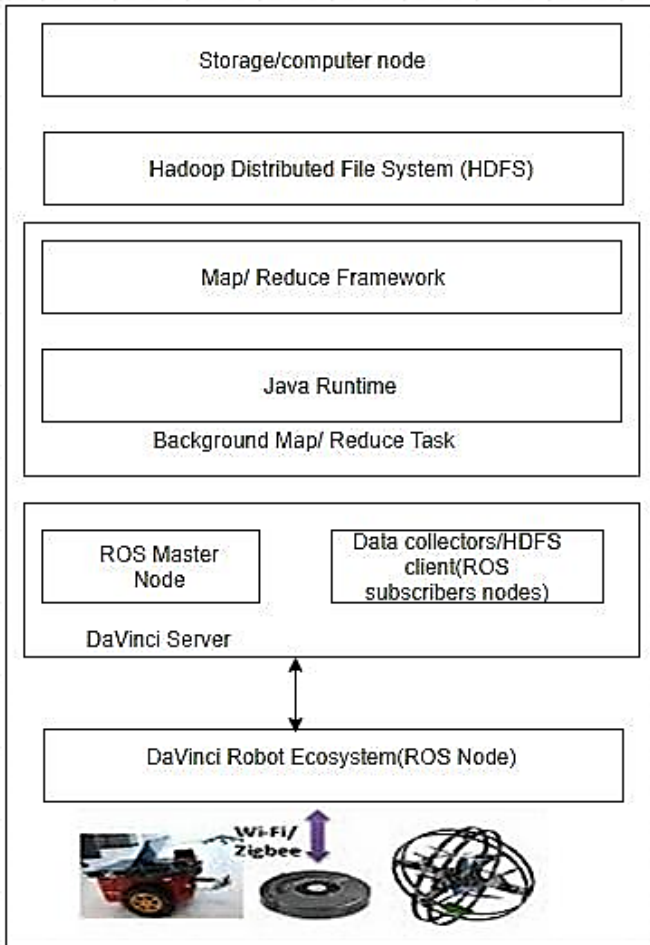 Storage/computer node
Hadoop Distributed File System (HDFS)
Map/ Reduce Framework
Java Runtime
Background Map/ Reduce Task
ROS Master
Node
Data collectors/HDFS
client(ROS
subscribers nodes)
DaVinci Server
DaVinci Robot Ecosystem(ROS Node)
Wi-Fi/
Zigbee